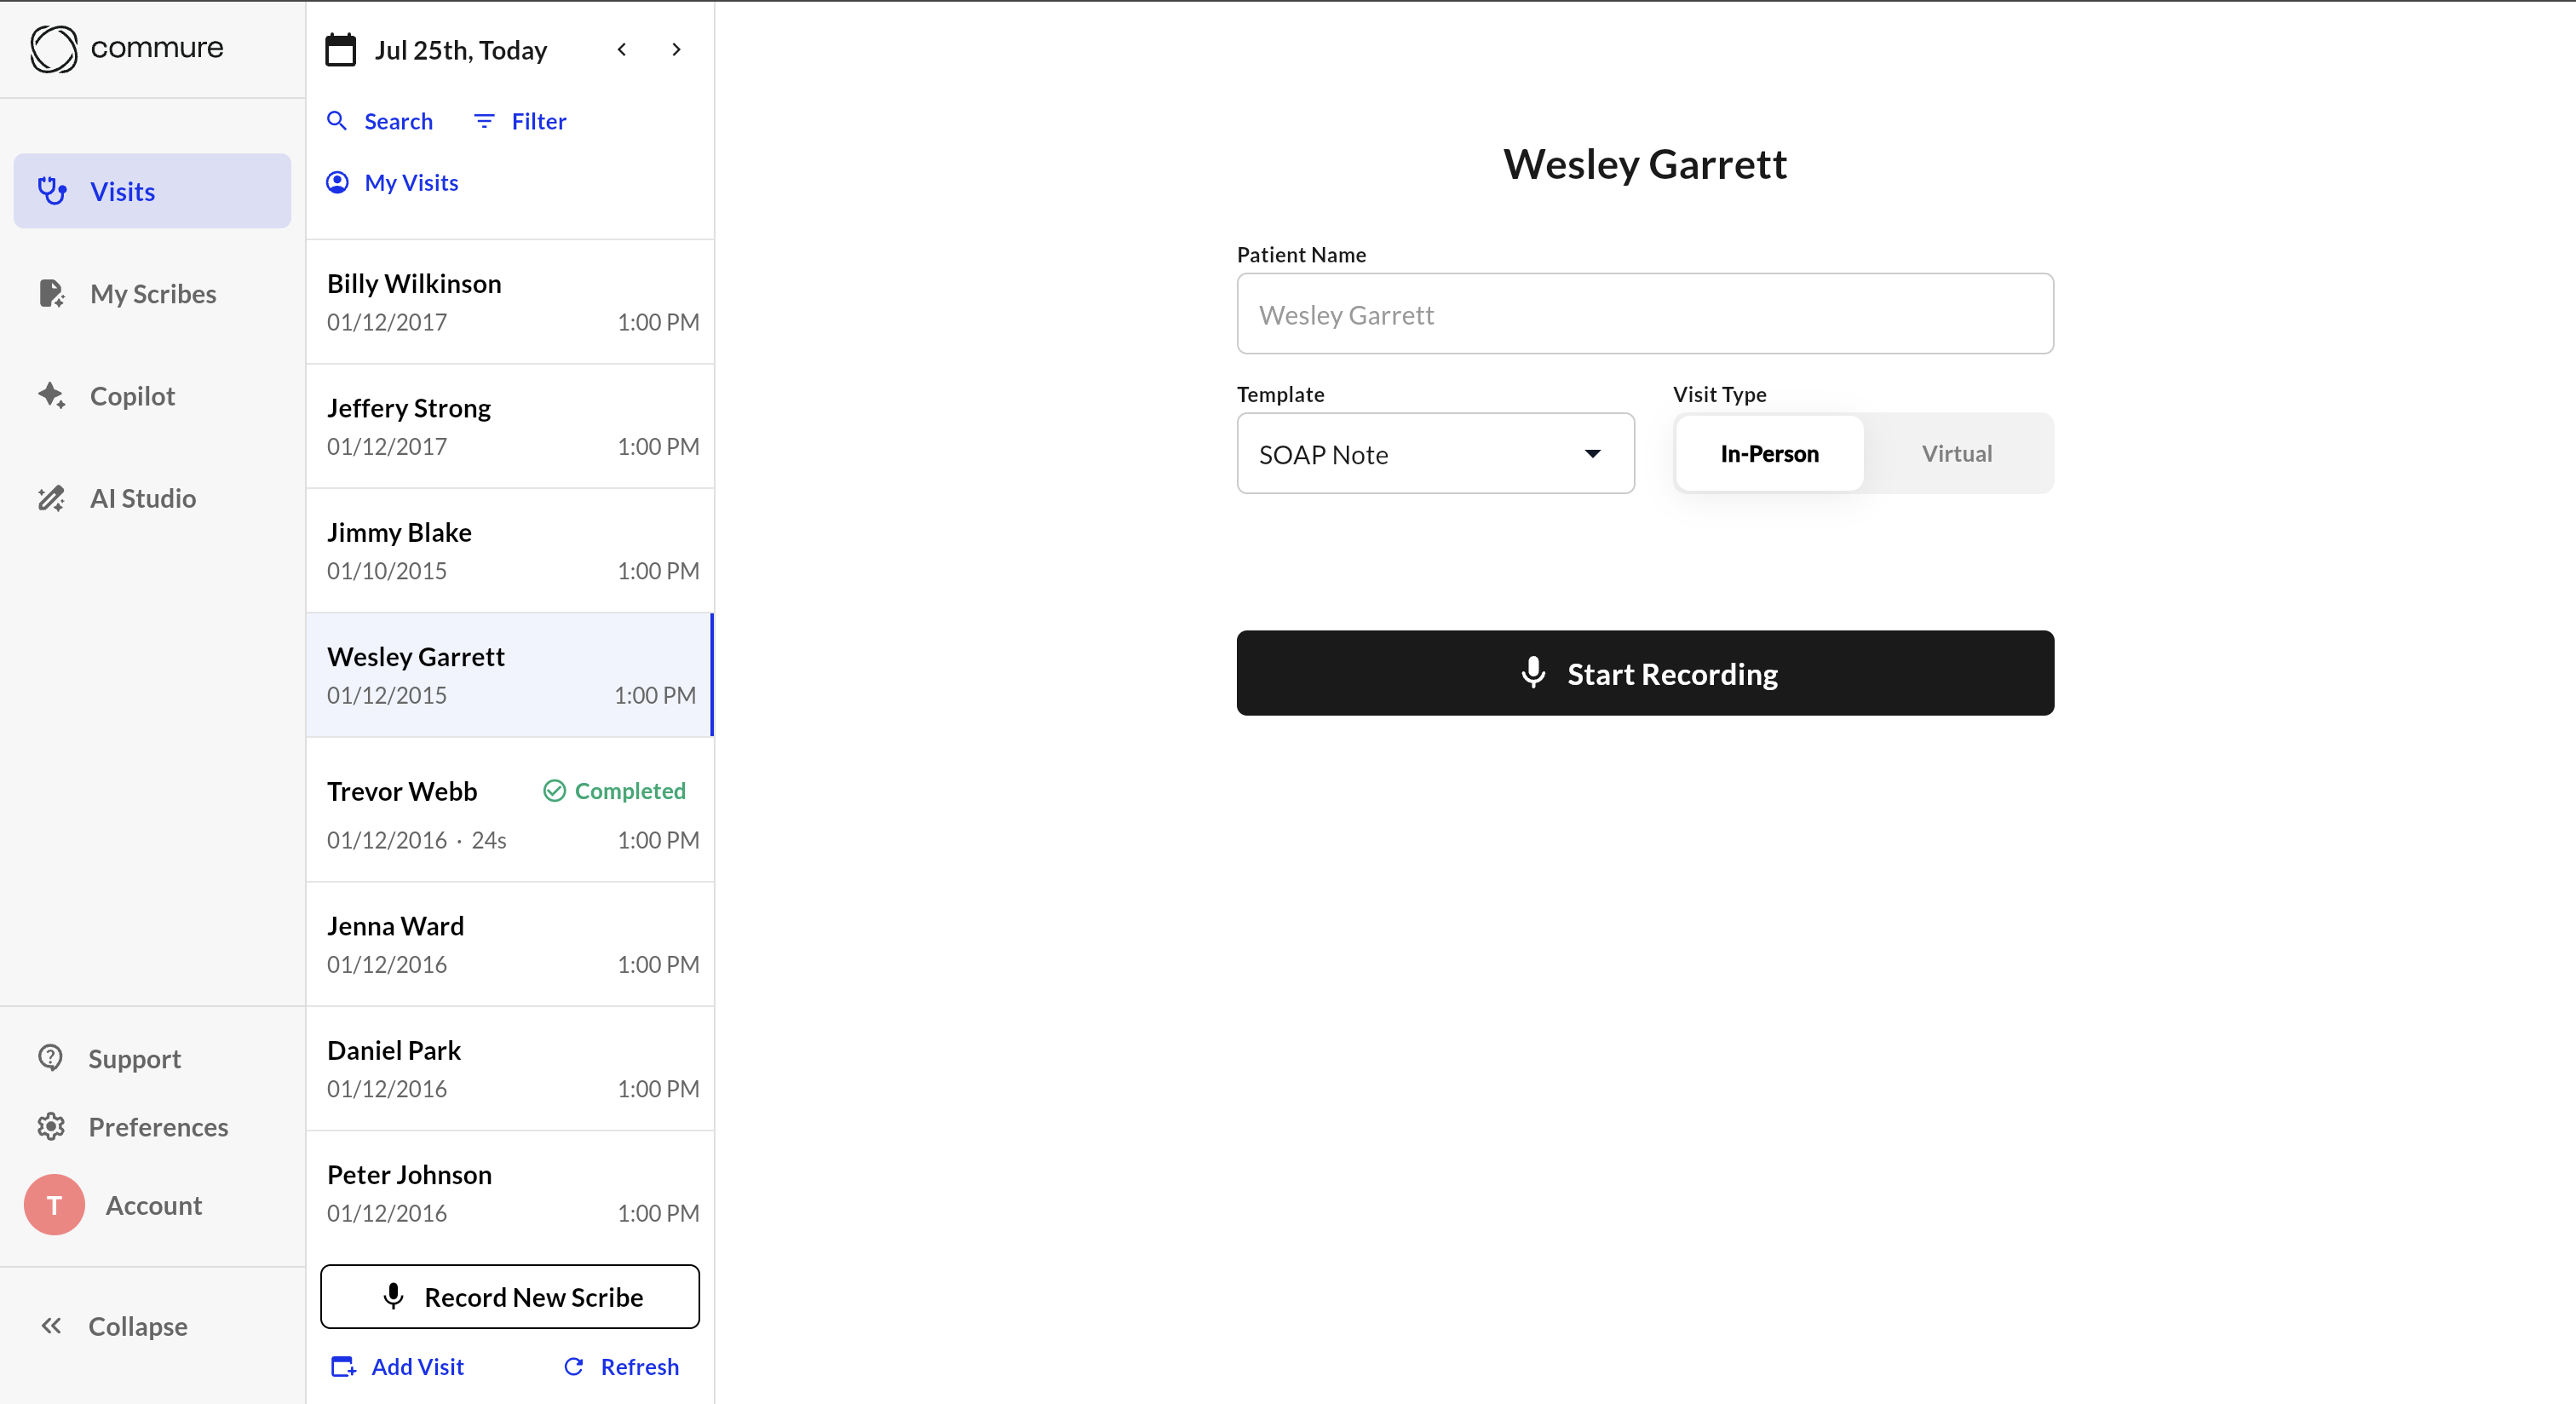 commure
Visits
My Scribes
Copilot
AI Studio
Support
Preferences
T Account
Collapse
Jul 25th, Today
Search Filter
My Visits
Billy Wilkinson
01/12/2017 1:00 PM
Jeffery Strong
01/12/2017 1:00 PM
Jimmy Blake
01/10/2015 1:00 PM
Wesley Garrett
01/12/2015 1:00 PM
Trevor Webb Completed
01/12/2016 · 24s 1:00 PM
Jenna Ward
01/12/2016 1:00 PM
Daniel Park
01/12/2016 1:00 PM
Peter Johnson
01/12/2016 1:00 PM
Record New Scribe
Add Visit Refresh
Wesley Garrett
Patient Name
Wesley Garrett
Template Visit Type
SOAP Note In-Person Virtual
Start Recording